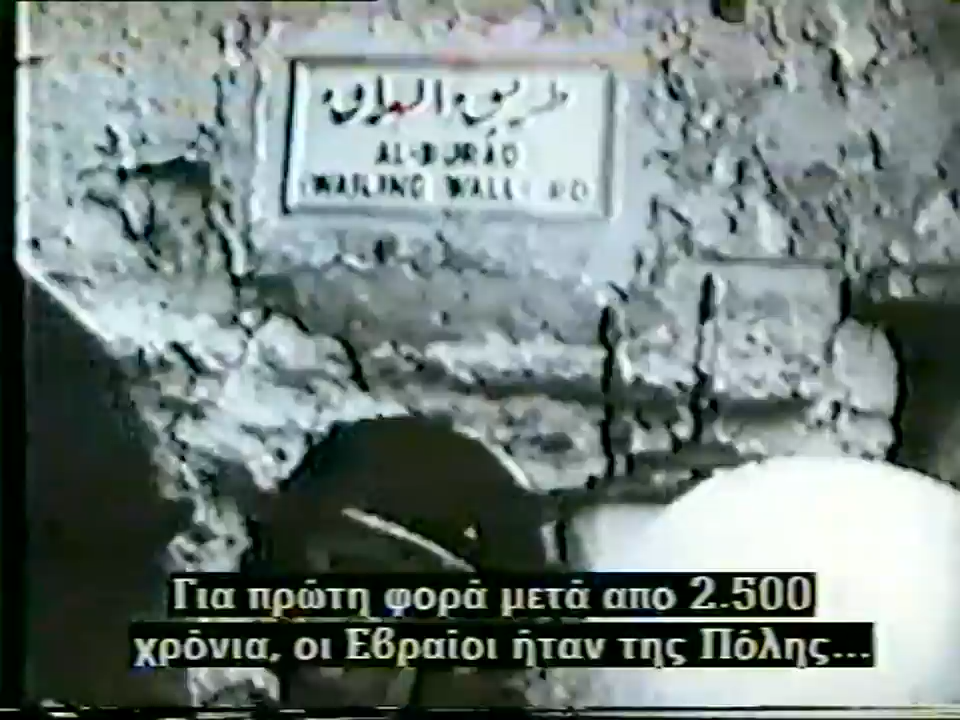 طريق البراق
AL-BURAQ
(WAILING WALL) RD
Για πρώτη φορά μετά απο 2.500
χρόνια, οι Εβραίοι ήταν της Πόλης...